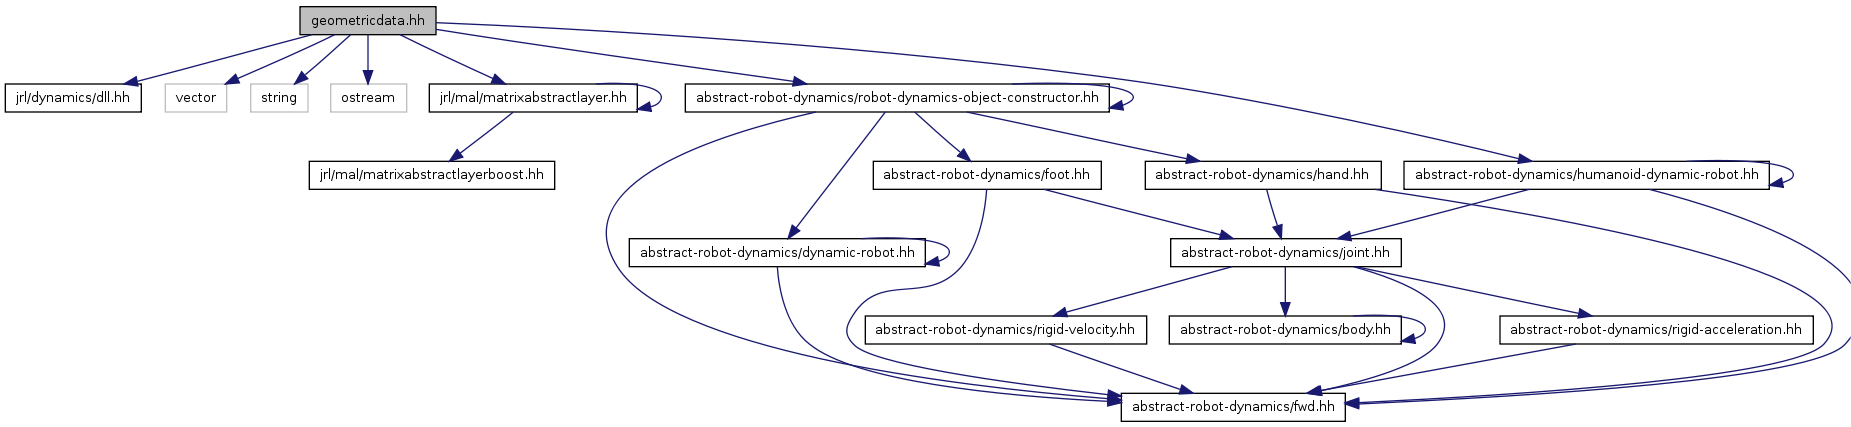 geometricdata.hh
jrl/dynamics/dll.hh
vector
string
ostream
jrl/mal/matrixabstractlayer.hh
abstract-robot-dynamics/robot-dynamics-object-constructor.hh
jrl/mal/matrixabstractlayerboost.hh
abstract-robot-dynamics/foot.hh
abstract-robot-dynamics/hand.hh
abstract-robot-dynamics/humanoid-dynamic-robot.hh
abstract-robot-dynamics/dynamic-robot.hh
abstract-robot-dynamics/joint.hh
abstract-robot-dynamics/rigid-velocity.hh
abstract-robot-dynamics/body.hh
abstract-robot-dynamics/rigid-acceleration.hh
abstract-robot-dynamics/fwd.hh